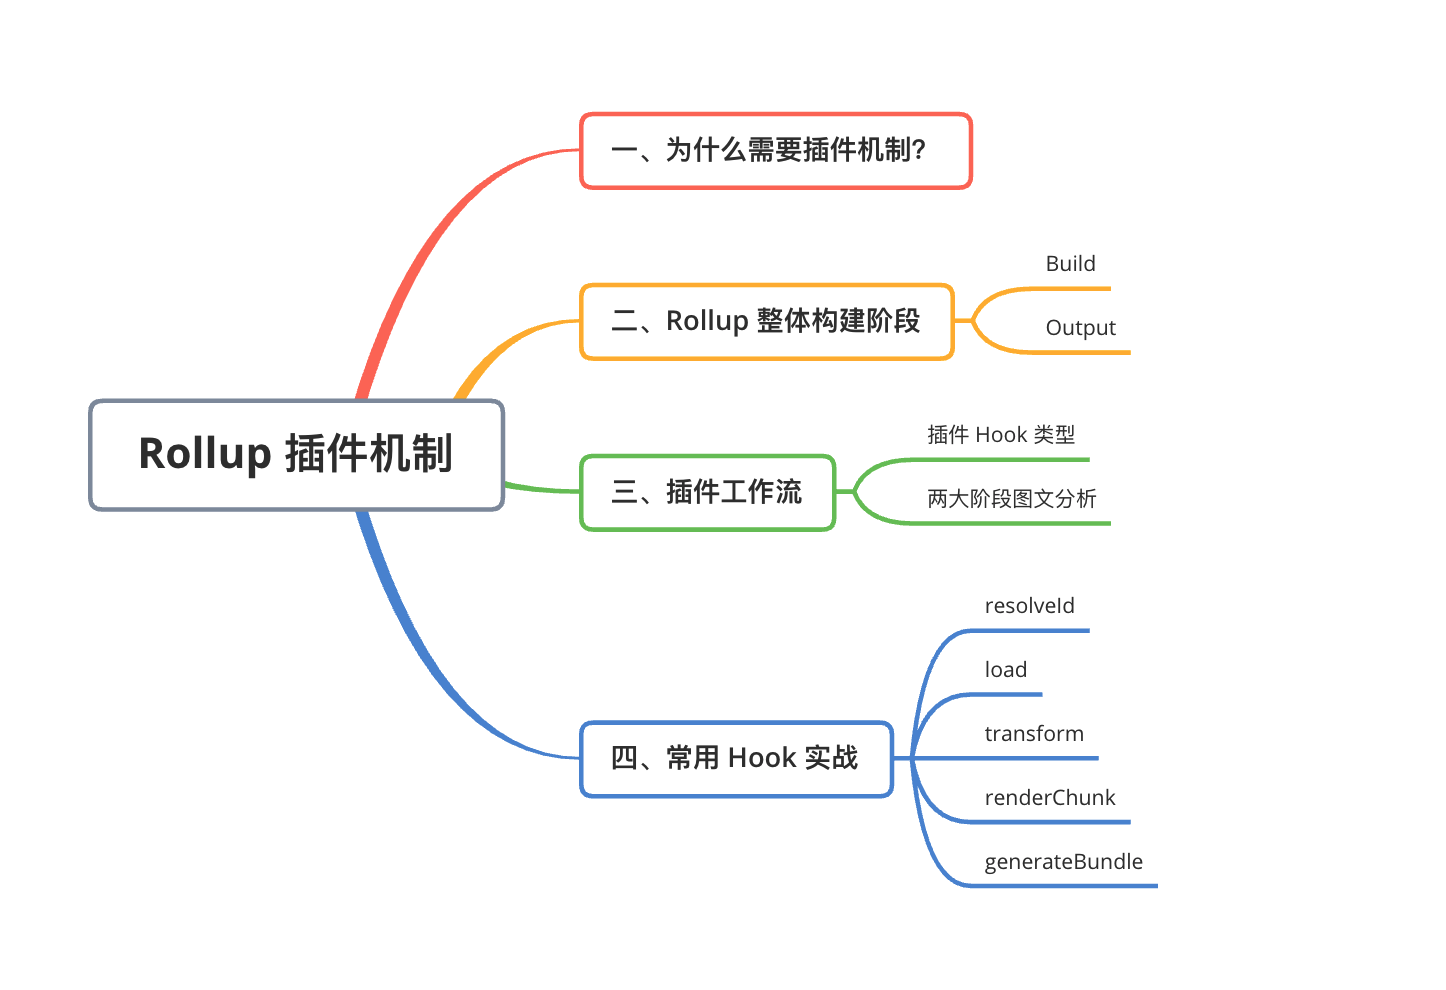 Rollup 插件机制
一、为什么需要插件机制?
二、Rollup 整体构建阶段
Build
Output
三、插件工作流
插件 Hook 类型
两大阶段图文分析
四、常用 Hook 实战
resolveId
load
transform
renderChunk
generateBundle